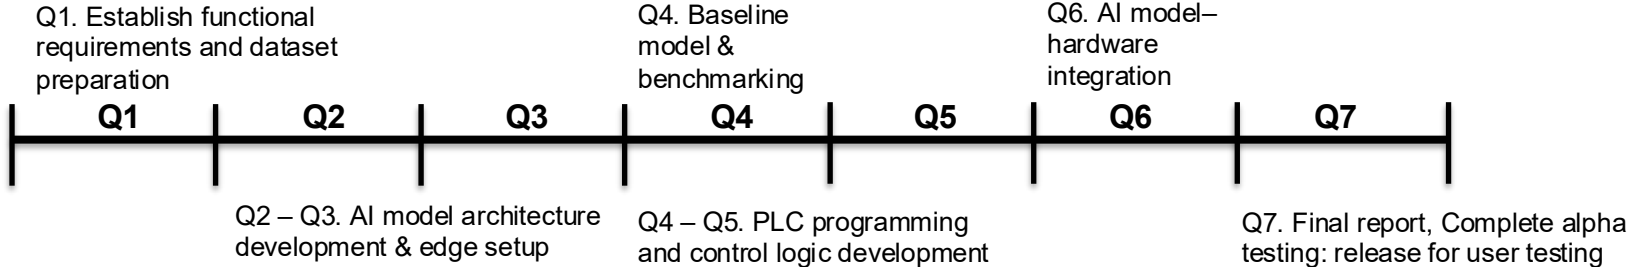 Q1. Establish functional
requirements and dataset
preparation
Q4. Baseline
model &
benchmarking
Q6. AI model–
hardware
integration
Q1
Q2
Q3
Q4
Q5
Q6
Q7
Q2 – Q3. AI model architecture
development & edge setup
Q4 – Q5. PLC programming
and control logic development
Q7. Final report, Complete alpha
testing: release for user testing